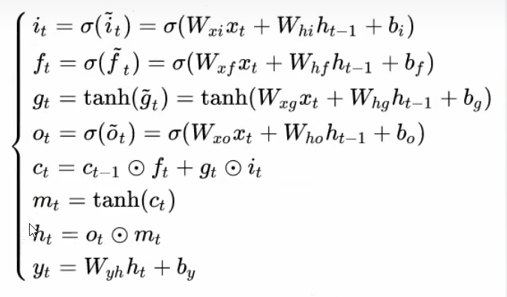 i_t = σ(ĩ_t) = σ(W_{xi}x_t + W_{hi}h_{t−1} + b_i)
f_t = σ(f̃_t) = σ(W_{xf}x_t + W_{hf}h_{t−1} + b_f)
g_t = tanh(g̃_t) = tanh(W_{xg}x_t + W_{hg}h_{t−1} + b_g)
o_t = σ(õ_t) = σ(W_{xo}x_t + W_{ho}h_{t−1} + b_o)
c_t = c_{t−1} ⊙ f_t + g_t ⊙ i_t
m_t = tanh(c_t)
h_t = o_t ⊙ m_t
y_t = W_{yh}h_t + b_y